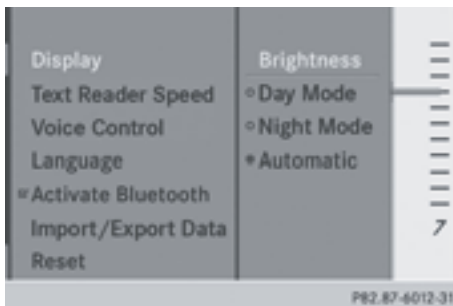 Display
Text Reader Speed
Voice Control
Language
Activate Bluetooth
Import/Export Data
Reset
Brightness
Day Mode
Night Mode
Automatic
7
P82.87-6012-31